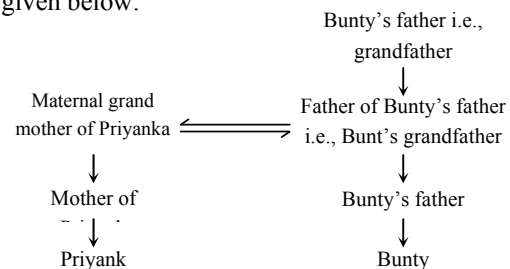 given below.
Bunty's father i.e.,
grandfather
Maternal grand
mother of Priyanka
Father of Bunty's father
i.e., Bunt's grandfather
Mother of
Bunty's father
Priyank
Bunty